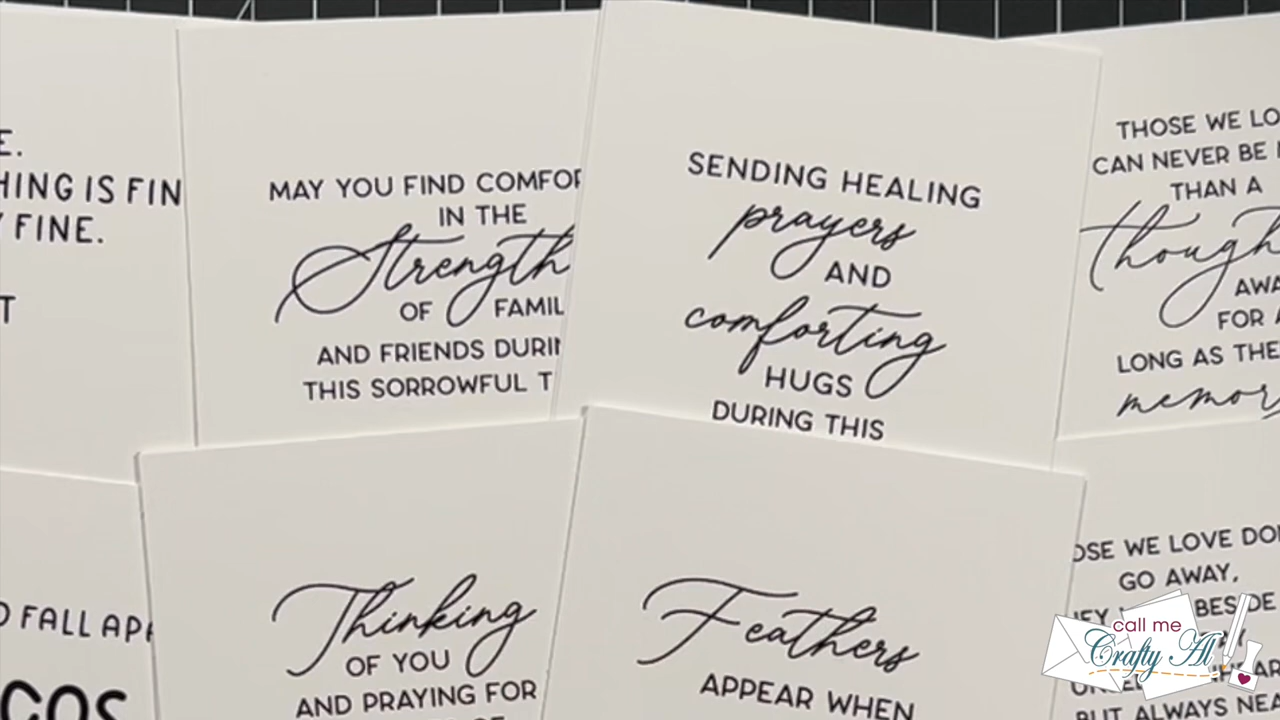 E.
HING IS FIN
FINE.
T
MAY YOU FIND COMFOR
IN THE
Strength
OF FAMIL
AND FRIENDS DURIN
THIS SORROWFUL T
SENDING HEALING
prayers
AND
comforting
HUGS
DURING THIS
THOSE WE LO
CAN NEVER BE
THAN A
though
AWA
FOR A
LONG AS THE
memor
FALL AP
COS
Thinking
OF YOU
AND PRAYING FOR
Feathers
APPEAR WHEN
OSE WE LOVE DO
GO AWAY,
BESIDE
BUT ALWAYS NEA
call me
Crafty Al